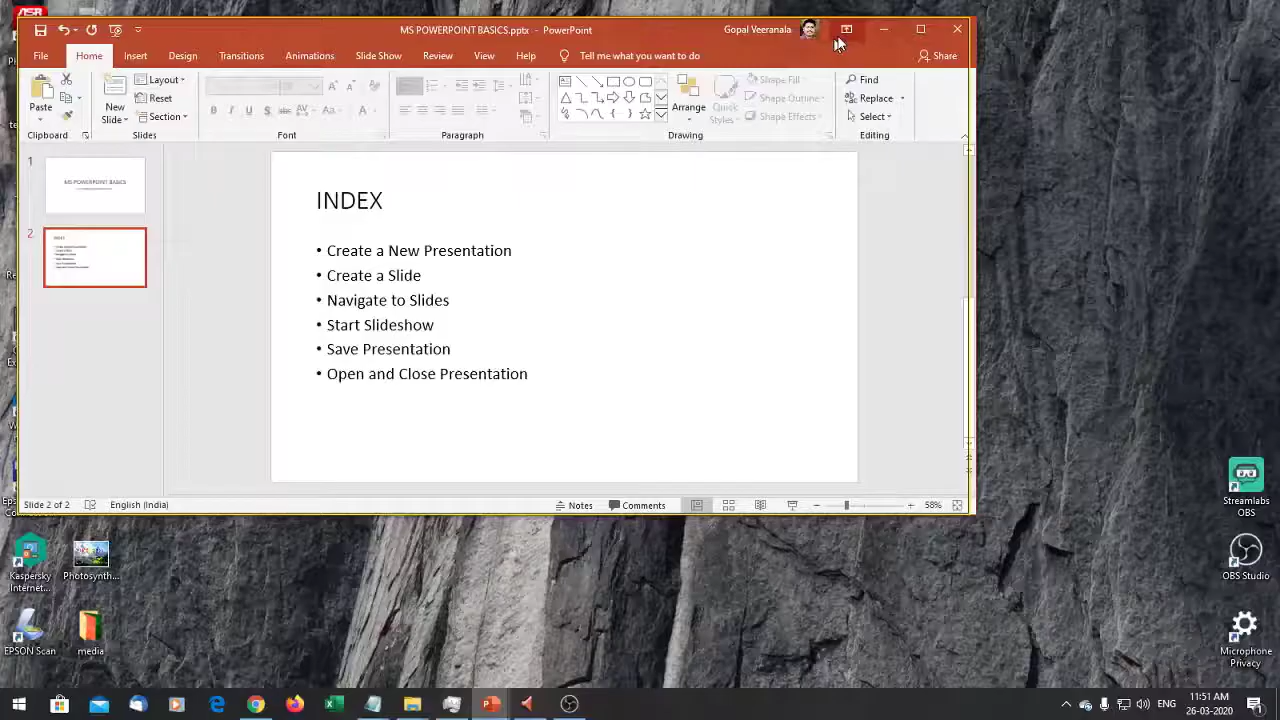 MS POWERPOINT BASICS.pptx - PowerPoint
Gopal Veeranala
File Home Insert Design Transitions Animations Slide Show Review View Help Tell me what you want to do Share
Paste
New Slide
Layout
Reset
Section
Arrange
Quick Styles
Shape Fill
Shape Outline
Shape Effects
Find
Replace
Select
Clipboard Slides Font Paragraph Drawing Editing
1
MS POWERPOINT BASICS
2
INDEX
• Create a New Presentation
• Create a Slide
• Navigate to Slides
• Start Slideshow
• Save Presentation
• Open and Close Presentation
Slide 2 of 2 English (India) Notes Comments 58%
Streamlabs OBS
OBS Studio
Microphone Privacy
Kaspersky Internet...
Photosynth...
EPSON Scan
media
ENG
11:51 AM
26-03-2020